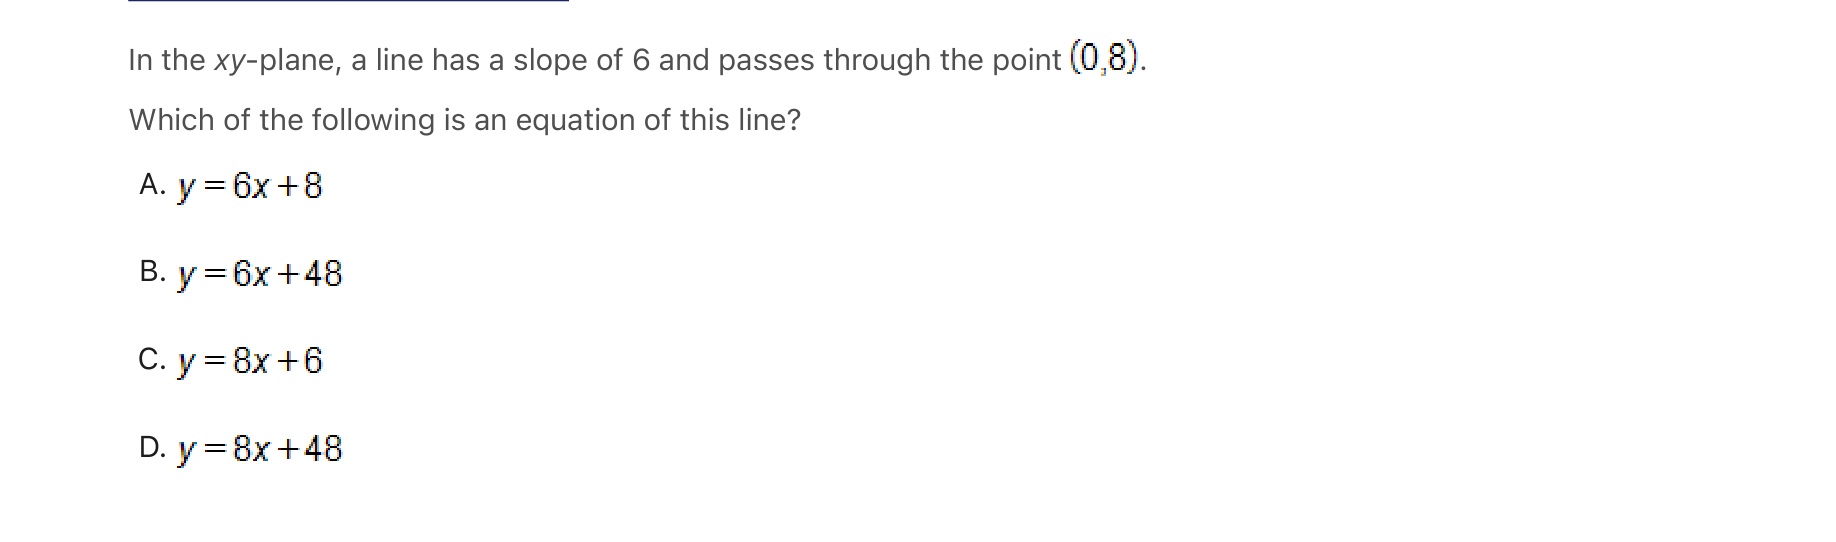 In the xy-plane, a line has a slope of 6 and passes through the point (0,8).
Which of the following is an equation of this line?
A. y = 6x + 8
B. y = 6x + 48
C. y = 8x + 6
D. y = 8x + 48